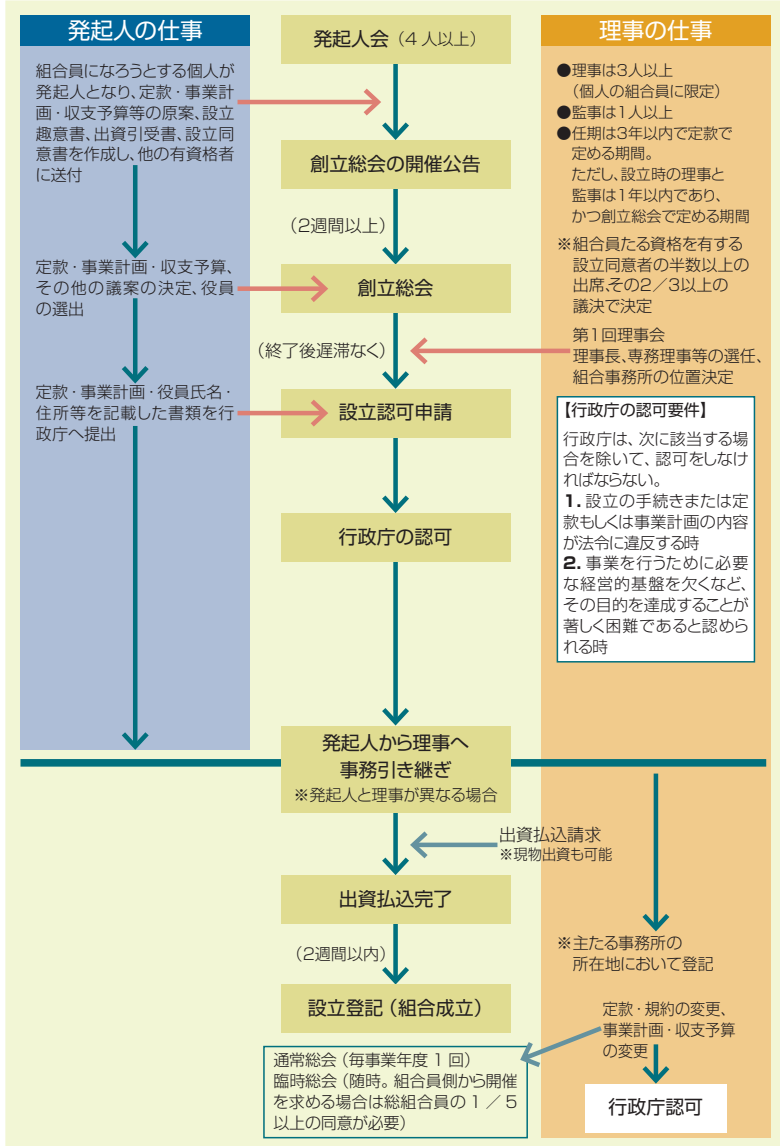 発起人の仕事
組合員になろうとする個人が
発起人となり、定款・事業計
画・収支予算等の原案、設立
趣意書、出資引受書、設立同
意書を作成し、他の有資格者
に送付
定款・事業計画・収支予算、
その他の議案の決定、役員
の選出
定款・事業計画・役員氏名・
住所等を記載した書類を行
政庁へ提出
発起人会（4 人以上）
創立総会の開催公告
（2週間以上）
創立総会
（終了後遅滞なく）
設立認可申請
行政庁の認可
発起人から理事へ
事務引き継ぎ
※発起人と理事が異なる場合
出資払込請求
※現物出資も可能
出資払込完了
（2週間以内）
設立登記（組合成立）
通常総会（毎事業年度 1 回）
臨時総会（随時。組合員側から開催
を求める場合は総組合員の 1 ／ 5
以上の同意が必要）
理事の仕事
●理事は3人以上
（個人の組合員に限定）
●監事は1人以上
●任期は3年以内で定款で
定める期間。
ただし、設立時の理事と
監事は1年以内であり、
かつ創立総会で定める期間
※組合員たる資格を有する
設立同意者の半数以上の
出席、その2／3以上の
議決で決定
第1回理事会
理事長、専務理事等の選任、
組合事務所の位置決定
【行政庁の認可要件】
行政庁は、次に該当する場
合を除いて、認可をしなけ
ればならない。
1. 設立の手続きまたは定
款もしくは事業計画の内容
が法令に違反する時
2. 事業を行うために必要
な経営的基盤を欠くなど、
その目的を達成することが
著しく困難であると認めら
れる時
※主たる事務所の
所在地において登記
定款・規約の変更、
事業計画・収支予算
の変更
行政庁認可